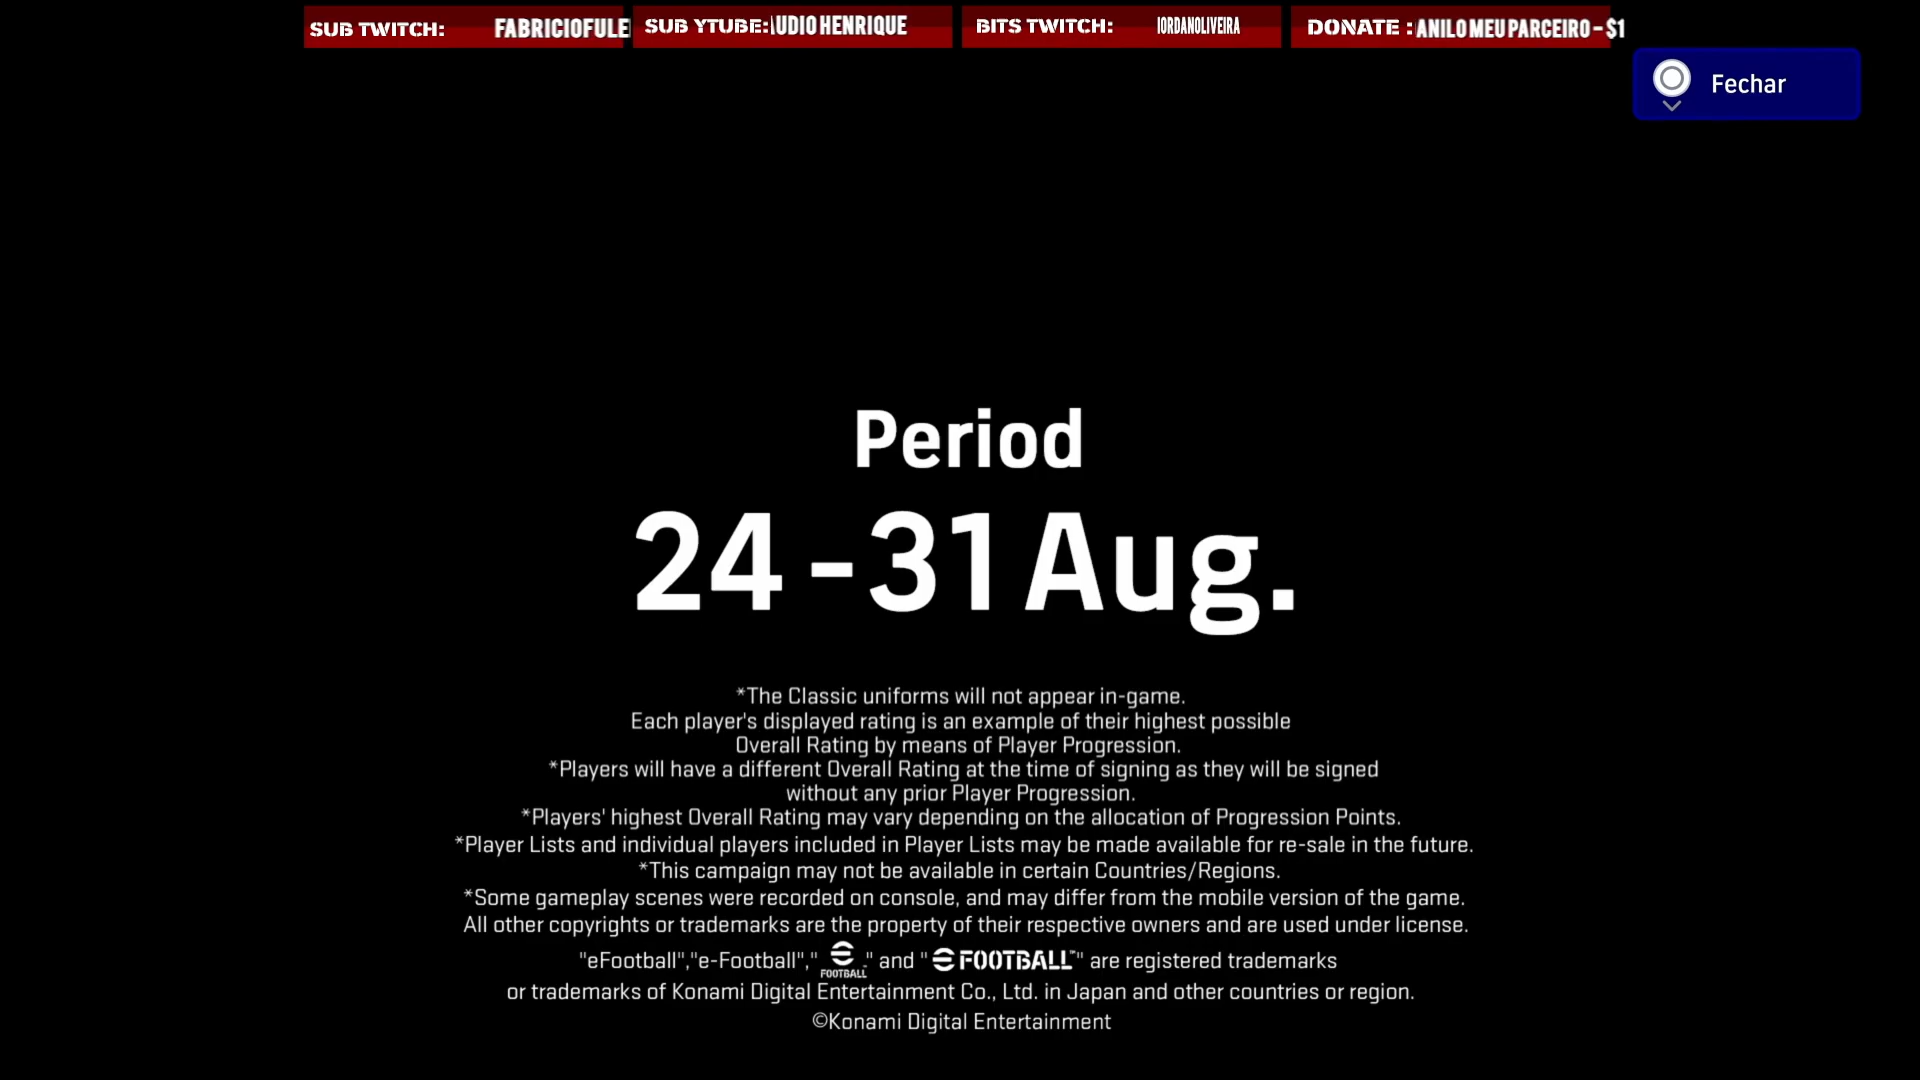 SUB TWITCH: FABRICIOFULE SUB YTUBE: UDIO HENRIQUE BITS TWITCH: IORDANOLIVEIRA DONATE : ANILO MEU PARCEIRO - $1
Fechar
Period
24 - 31 Aug.
*The Classic uniforms will not appear in-game.
Each player's displayed rating is an example of their highest possible
Overall Rating by means of Player Progression.
*Players will have a different Overall Rating at the time of signing as they will be signed
without any prior Player Progression.
*Players' highest Overall Rating may vary depending on the allocation of Progression Points.
*Player Lists and individual players included in Player Lists may be made available for re-sale in the future.
*This campaign may not be available in certain Countries/Regions.
*Some gameplay scenes were recorded on console, and may differ from the mobile version of the game.
All other copyrights or trademarks are the property of their respective owners and are used under license.
"eFootball","e-Football"," FOOTBALL" and " FOOTBALL™" are registered trademarks
or trademarks of Konami Digital Entertainment Co., Ltd. in Japan and other countries or region.
©Konami Digital Entertainment